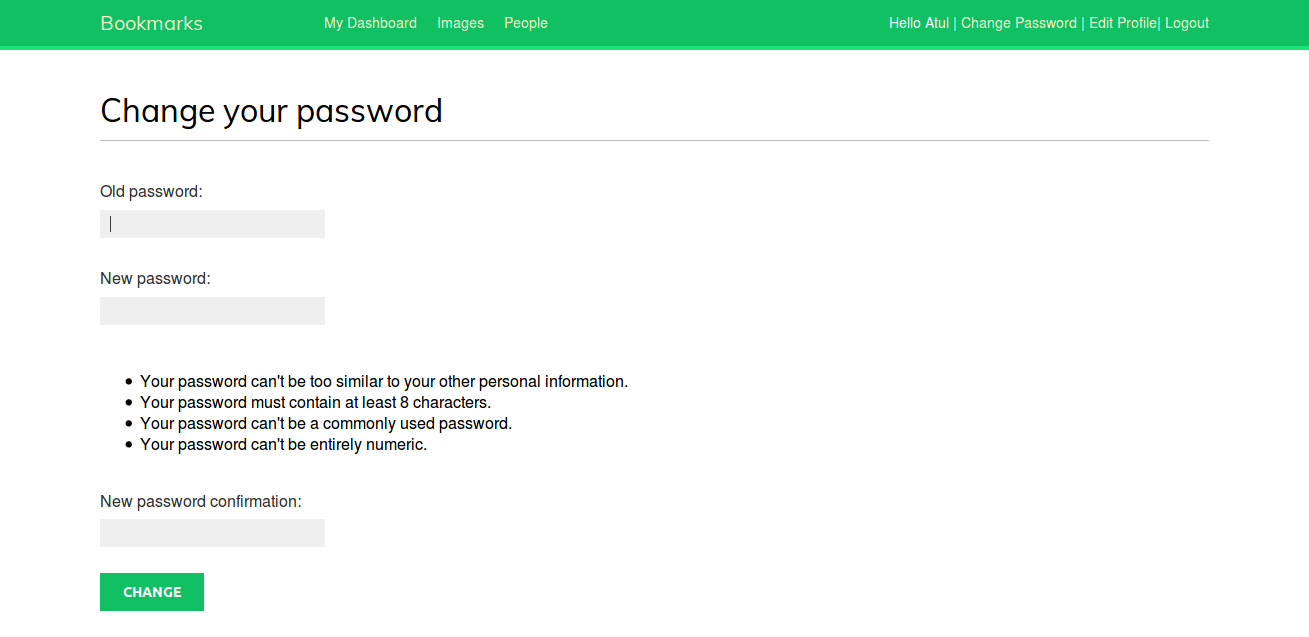 Bookmarks My Dashboard Images People Hello Atul | Change Password | Edit Profile| Logout
Change your password
Old password:
New password:
• Your password can't be too similar to your other personal information.
• Your password must contain at least 8 characters.
• Your password can't be a commonly used password.
• Your password can't be entirely numeric.
New password confirmation:
CHANGE